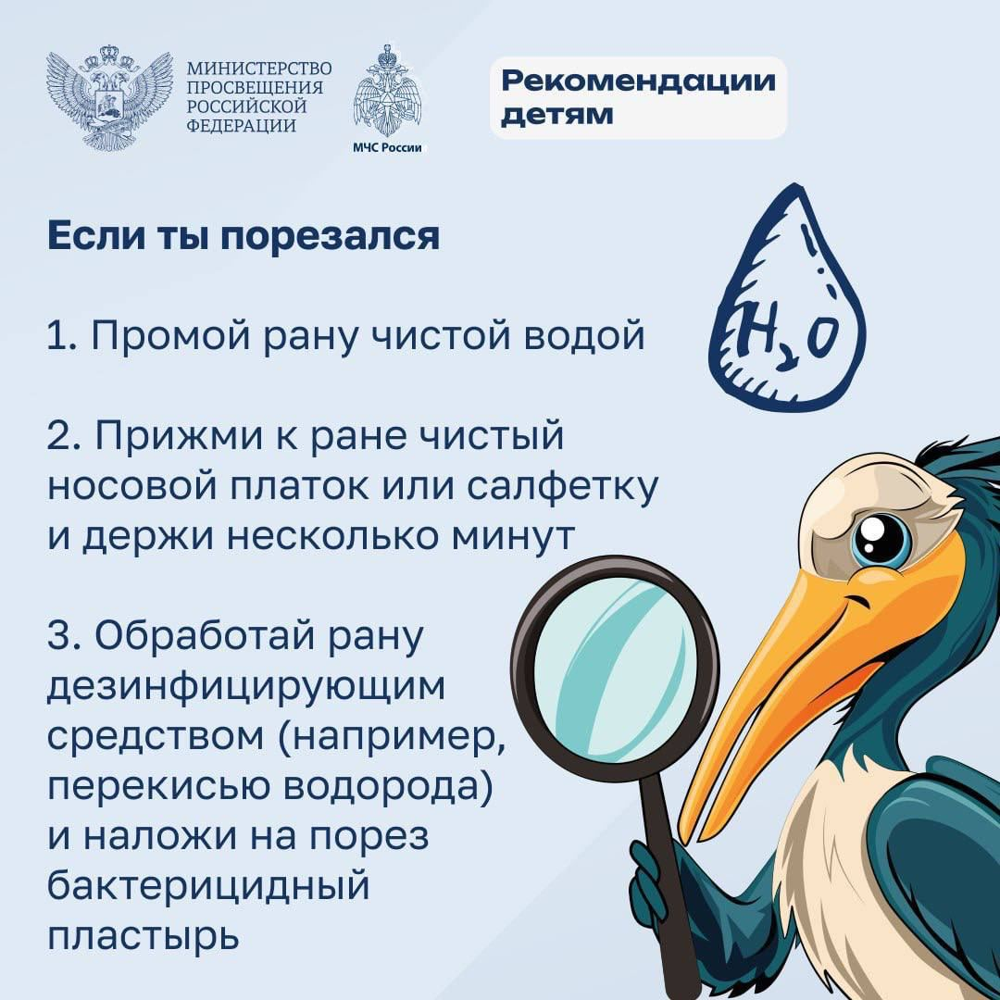 МИНИСТЕРСТВО
ПРОСВЕЩЕНИЯ
РОССИЙСКОЙ
ФЕДЕРАЦИИ
МЧС России
Рекомендации
детям
Если ты порезался
1. Промой рану чистой водой
H₂O
2. Прижми к ране чистый
носовой платок или салфетку
и держи несколько минут
3. Обработай рану
дезинфицирующим
средством (например,
перекисью водорода)
и наложи на порез
бактерицидный
пластырь